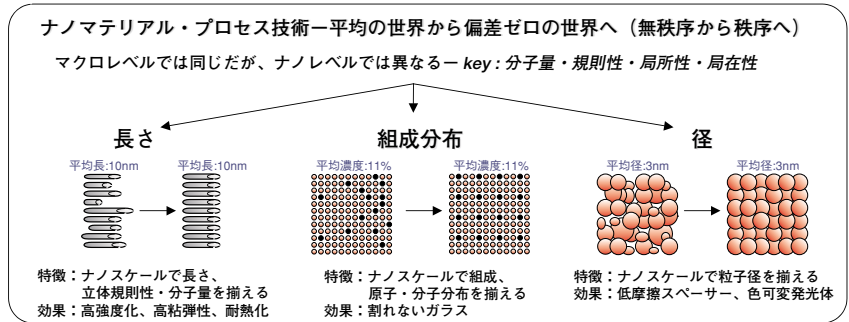 ナノマテリアル・プロセス技術ー平均の世界から偏差ゼロの世界へ（無秩序から秩序へ）
マクロレベルでは同じだが、ナノレベルでは異なるー key : 分子量・規則性・局所性・局在性
長さ
平均長:10nm
平均長:10nm
特徴：ナノスケールで長さ、
立体規則性・分子量を揃える
効果：高強度化、高粘弾性、耐熱化
組成分布
平均濃度:11%
平均濃度:11%
特徴：ナノスケールで組成、
原子・分子分布を揃える
効果：割れないガラス
径
平均径:3nm
平均径:3nm
特徴：ナノスケールで粒子径を揃える
効果：低摩擦スペーサー、色可変発光体